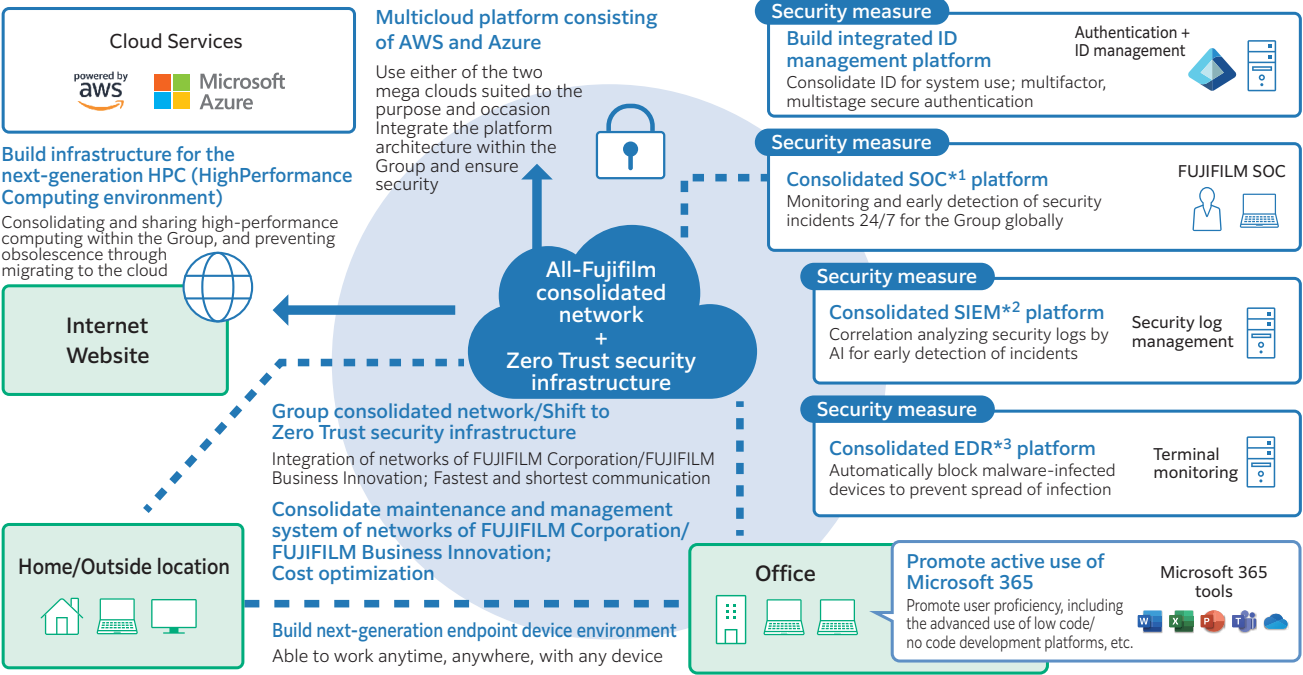 Cloud Services
powered by
aws
Microsoft
Azure
Build infrastructure for the
next-generation HPC (HighPerformance
Computing environment)
Consolidating and sharing high-performance
computing within the Group, and preventing
obsolescence through
migrating to the cloud
Internet
Website
Multicloud platform consisting
of AWS and Azure
Use either of the two
mega clouds suited to the
purpose and occasion
Integrate the platform
architecture within the
Group and ensure
security
All-Fujifilm
consolidated
network
+
Zero Trust security
infrastructure
Security measure
Build integrated ID
management platform
Consolidate ID for system use; multifactor,
multistage secure authentication
Authentication +
ID management
Security measure
Consolidated SOC*1 platform
Monitoring and early detection of security
incidents 24/7 for the Group globally
FUJIFILM SOC
Security measure
Consolidated SIEM*2 platform
Correlation analyzing security logs by
AI for early detection of incidents
Security log
management
Security measure
Consolidated EDR*3 platform
Automatically block malware-infected
devices to prevent spread of infection
Terminal
monitoring
Group consolidated network/Shift to
Zero Trust security infrastructure
Integration of networks of FUJIFILM Corporation/FUJIFILM
Business Innovation; Fastest and shortest communication
Consolidate maintenance and management
system of networks of FUJIFILM Corporation/
FUJIFILM Business Innovation;
Cost optimization
Home/Outside location
Build next-generation endpoint device environment
Able to work anytime, anywhere, with any device
Office
Promote active use of
Microsoft 365
Promote user proficiency, including
the advanced use of low code/
no code development platforms, etc.
Microsoft 365
tools
W
X
P
T